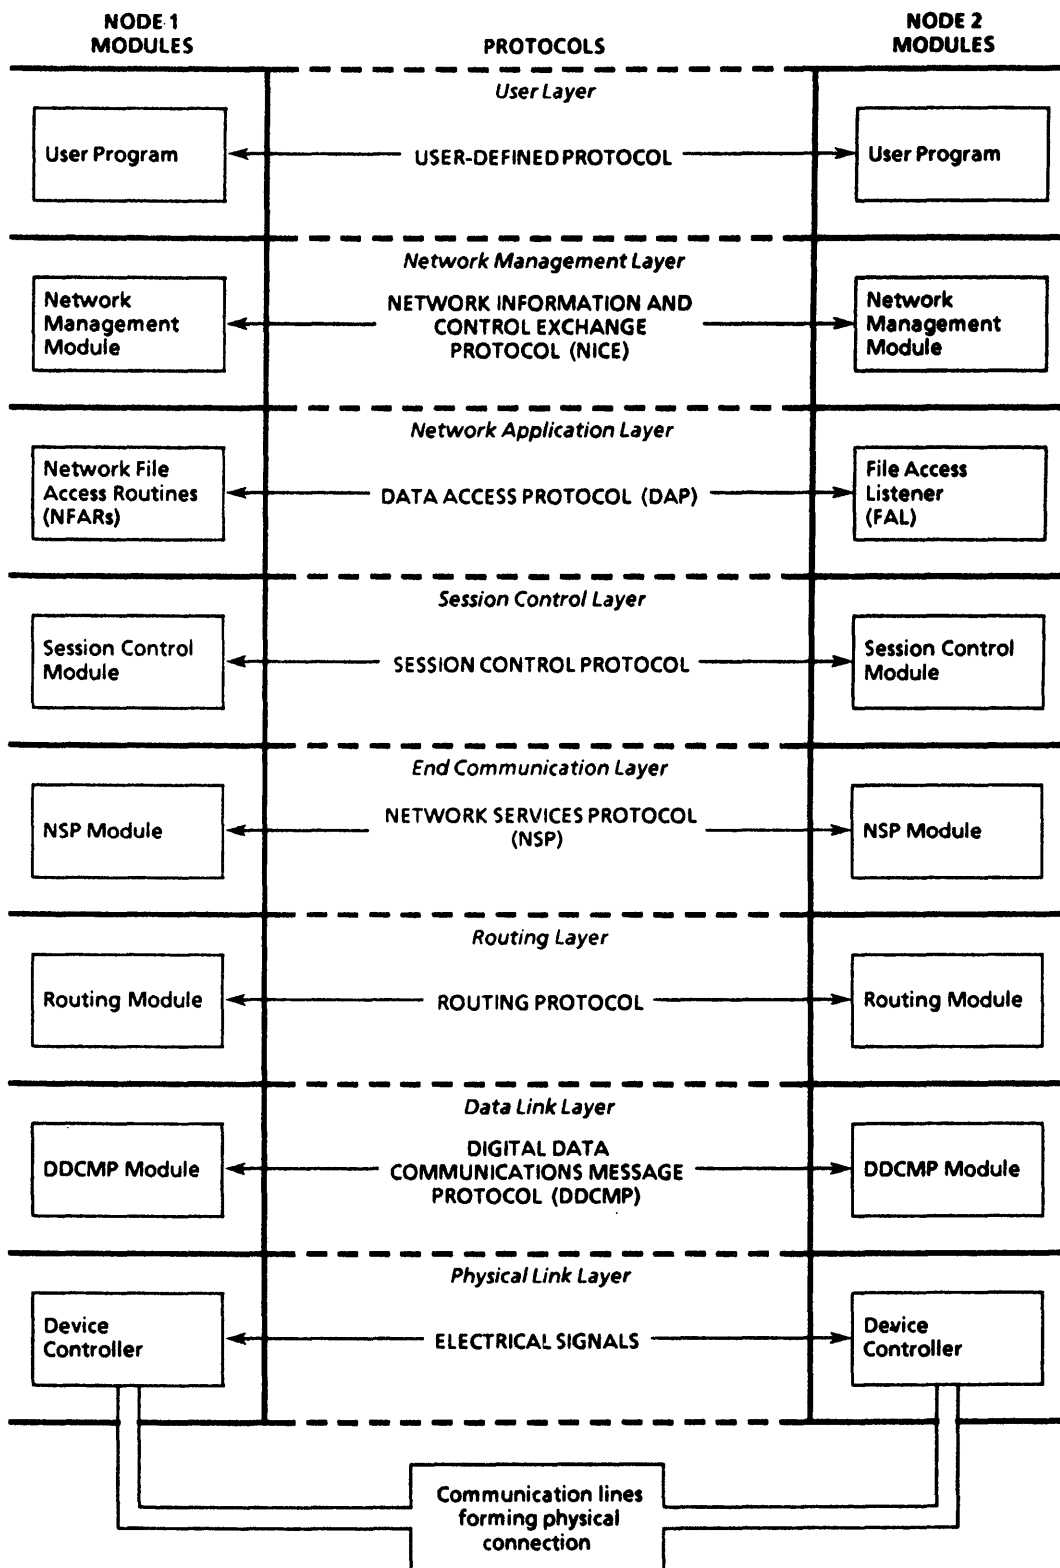 NODE 1
MODULES
PROTOCOLS
NODE 2
MODULES
User Layer
User Program
USER-DEFINED PROTOCOL
User Program
Network Management Layer
Network
Management
Module
NETWORK INFORMATION AND
CONTROL EXCHANGE
PROTOCOL (NICE)
Network
Management
Module
Network Application Layer
Network File
Access Routines
(NFARs)
DATA ACCESS PROTOCOL (DAP)
File Access
Listener
(FAL)
Session Control Layer
Session Control
Module
SESSION CONTROL PROTOCOL
Session Control
Module
End Communication Layer
NSP Module
NETWORK SERVICES PROTOCOL
(NSP)
NSP Module
Routing Layer
Routing Module
ROUTING PROTOCOL
Routing Module
Data Link Layer
DDCMP Module
DIGITAL DATA
COMMUNICATIONS MESSAGE
PROTOCOL (DDCMP)
DDCMP Module
Physical Link Layer
Device
Controller
ELECTRICAL SIGNALS
Device
Controller
Communication lines
forming physical
connection